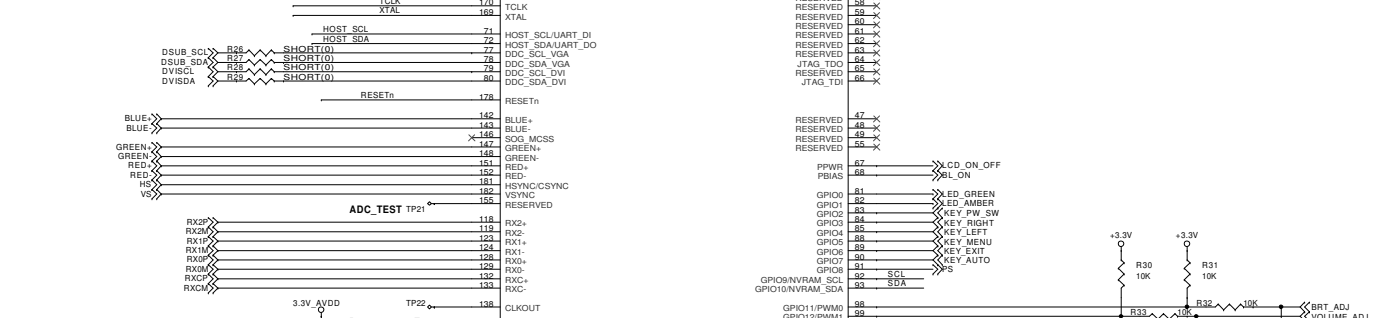 TCLK 170 TCLK
XTAL 169 XTAL
HOST_SCL 71 HOST_SCL/UART_DI
HOST_SDA 72 HOST_SDA/UART_DO
DSUB_SCL R26 SHORT(0) 77 DDC_SCL_VGA
DSUB_SDA R27 SHORT(0) 78 DDC_SDA_VGA
DVISCL R28 SHORT(0) 79 DDC_SCL_DVI
DVISDA R29 SHORT(0) 80 DDC_SDA_DVI
RESETn 178 RESETn
BLUE+ 142 BLUE+
BLUE- 143 BLUE-
146 SOG_MCSS
GREEN+ 147 GREEN+
GREEN- 148 GREEN-
RED+ 151 RED+
RED- 152 RED-
HS 181 HSYNC/CSYNC
VS 182 VSYNC
ADC_TEST TP21 155 RESERVED
RX2P 118 RX2+
RX2M 119 RX2-
RX1P 123 RX1+
RX1M 124 RX1-
RX0P 128 RX0+
RX0M 129 RX0-
RXCP 132 RXC+
RXCM 133 RXC-
3.3V_AVDD TP22 138 CLKOUT
RESERVED 58
RESERVED 59
RESERVED 60
RESERVED 61
RESERVED 62
RESERVED 63
JTAG_TDO 64
RESERVED 65
JTAG_TDI 66
RESERVED 47
RESERVED 48
RESERVED 49
RESERVED 55
PPWR 67 LCD_ON_OFF
PBIAS 68 BL_ON
GPIO0 81 LED_GREEN
GPIO1 82 LED_AMBER
GPIO2 83 KEY_PW_SW
GPIO3 84 KEY_RIGHT
GPIO4 85 KEY_LEFT
GPIO5 88 KEY_MENU
GPIO6 89 KEY_EXIT
GPIO7 90 KEY_AUTO
GPIO8 91 PS
GPIO9/NVRAM_SCL 92 SCL
GPIO10/NVRAM_SDA 93 SDA
+3.3V +3.3V
R30 R31
10K 10K
GPIO11/PWM0 98 R32 10K BRT_ADJ
GPIO12/PWM1 99 R33 10K VOLUME_ADJ